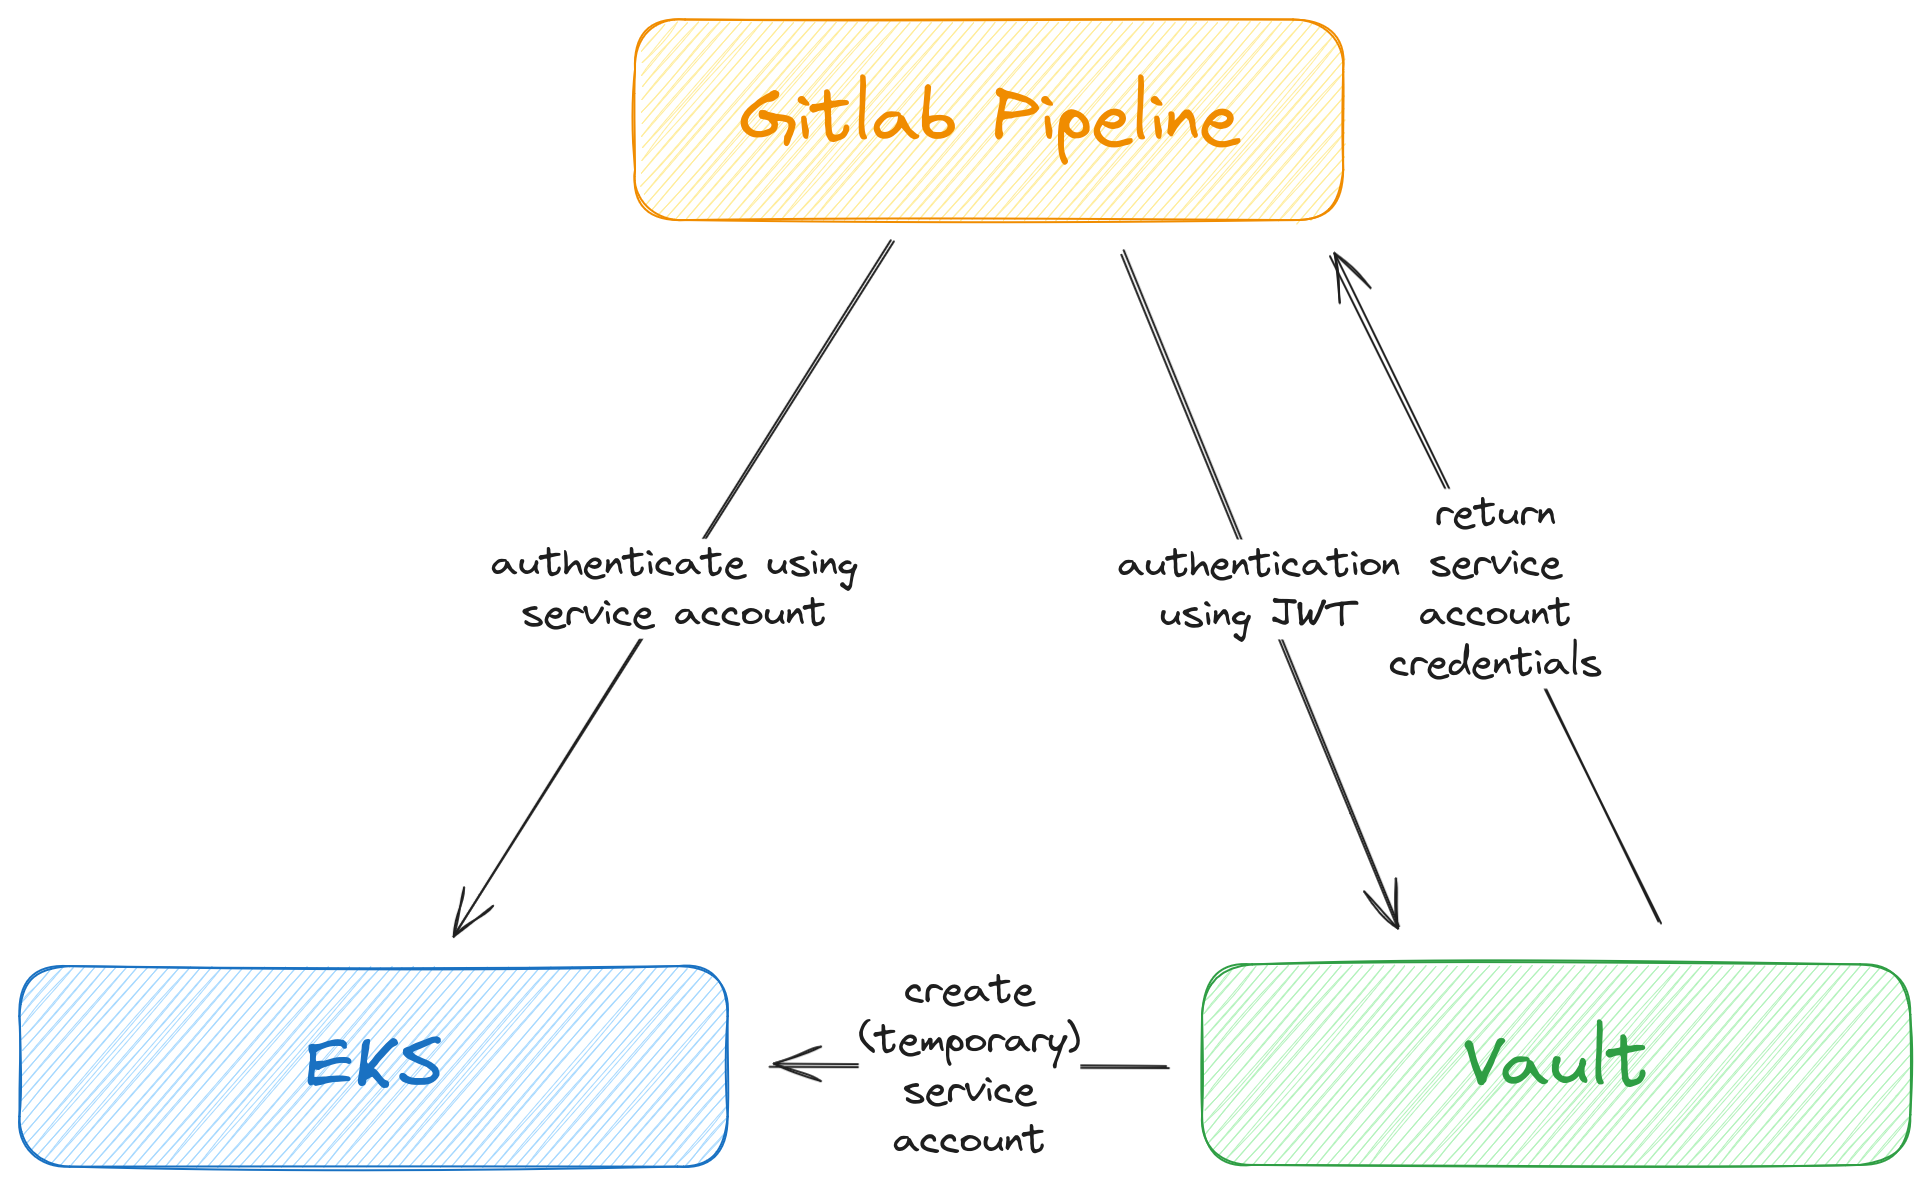 Gitlab Pipeline
authenticate using
service account
authentication
using JWT
return
service
account
credentials
EKS
create
(temporary)
service
account
Vault